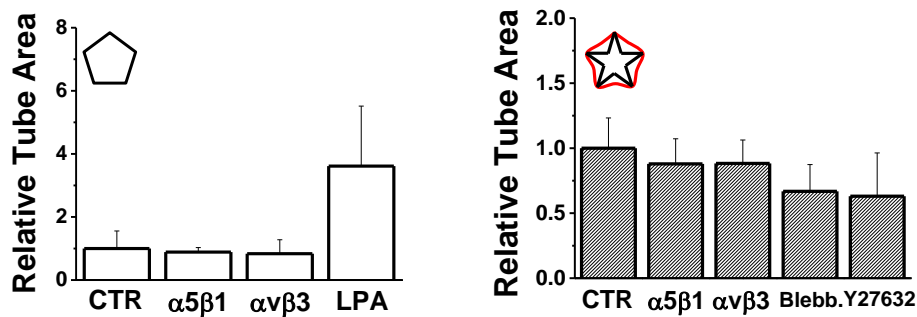 Relative Tube Area
8
6
4
2
0
CTR α5β1 αvβ3 LPA
Relative Tube Area
2.0
1.5
1.0
0.5
0.0
CTR α5β1 αvβ3 Blebb. Y27632